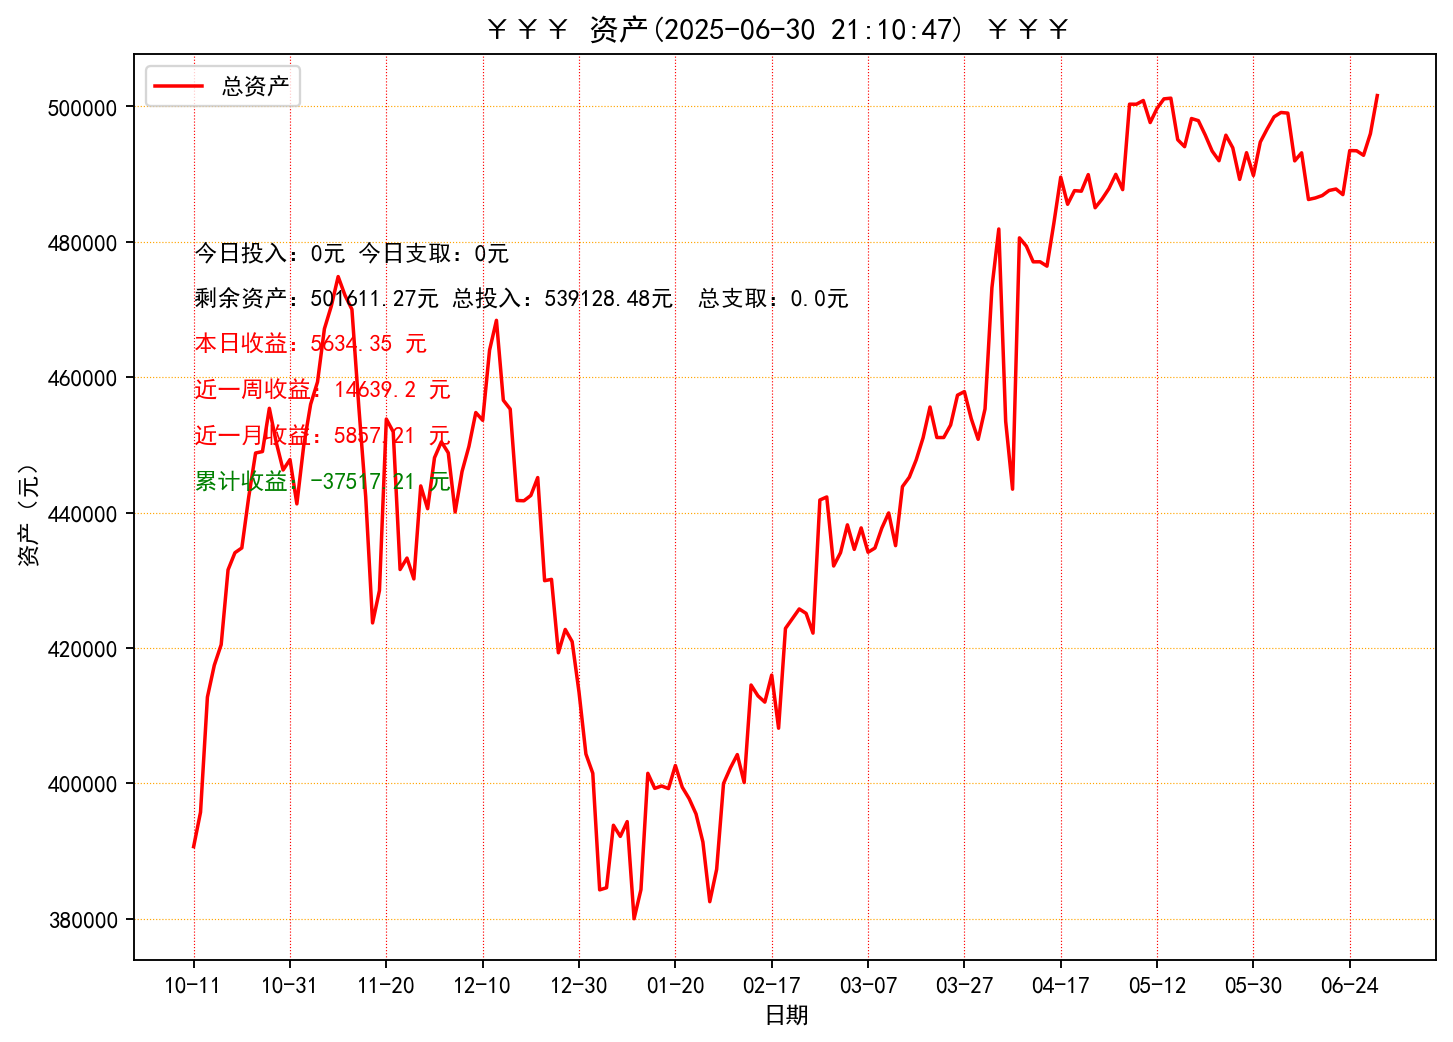 ￥￥￥ 资产(2025-06-30 21:10:47) ￥￥￥
总资产
500000
480000
460000
440000
420000
400000
380000
资产（元）
今日投入：0元 今日支取：0元
剩余资产：501611.27元 总投入：539128.48元  总支取：0.0元
本日收益：5634.35 元
近一周收益：14639.2 元
近一月收益：5857.21 元
累计收益：-37517.21 元
10-11 10-31 11-20 12-10 12-30 01-20 02-17 03-07 03-27 04-17 05-12 05-30 06-24
日期